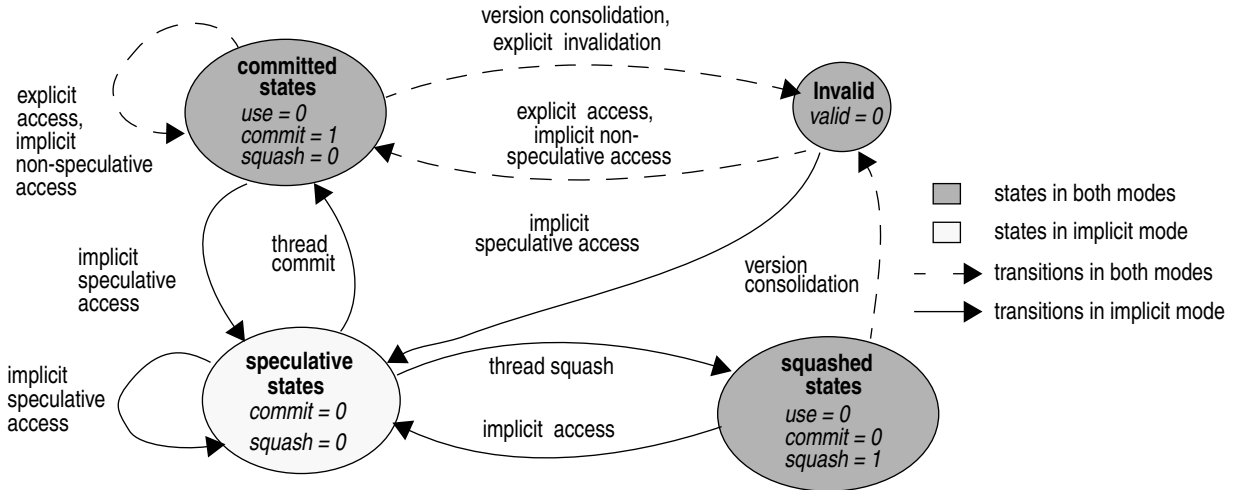 version consolidation,
explicit invalidation
committed
states
use = 0
commit = 1
squash = 0
Invalid
valid = 0
explicit
access,
implicit
non-speculative
access
explicit access,
implicit non-
speculative access
states in both modes
states in implicit mode
transitions in both modes
transitions in implicit mode
implicit
speculative
access
thread
commit
implicit
speculative access
version
consolidation
implicit
speculative
access
speculative
states
commit = 0
squash = 0
thread squash
implicit access
squashed
states
use = 0
commit = 0
squash = 1